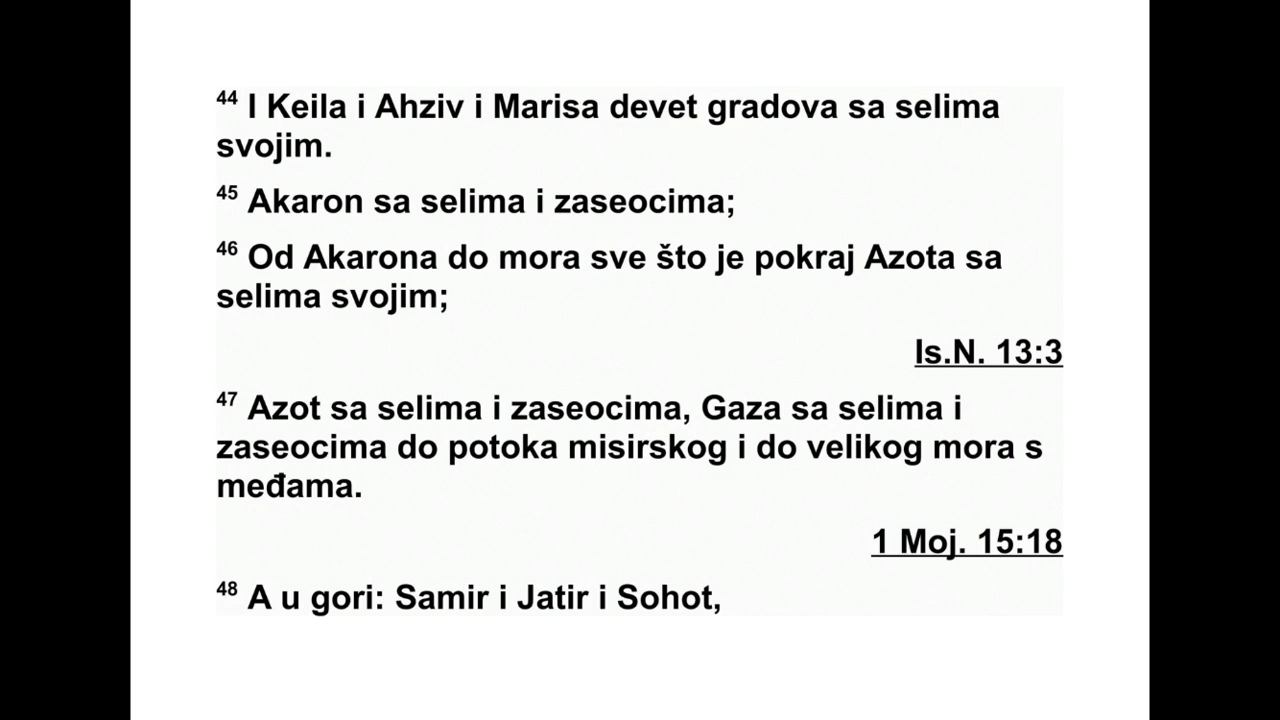 44 I Keila i Ahziv i Marisa devet gradova sa selima
svojim.
45 Akaron sa selima i zaseocima;
46 Od Akarona do mora sve što je pokraj Azota sa
selima svojim;
Is.N. 13:3
47 Azot sa selima i zaseocima, Gaza sa selima i
zaseocima do potoka misirskog i do velikog mora s
međama.
1 Moj. 15:18
48 A u gori: Samir i Jatir i Sohot,